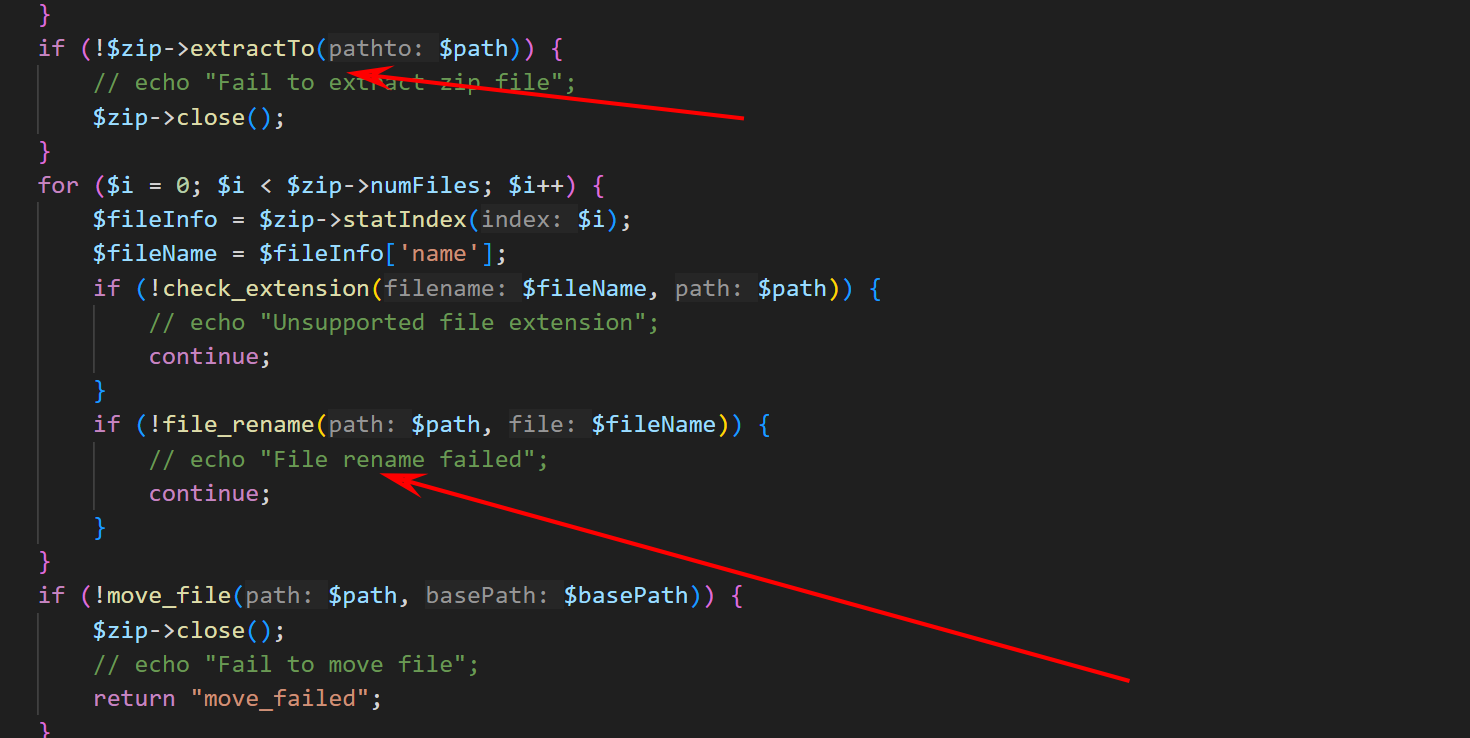 }
if (!$zip->extractTo(pathto: $path)) {
// echo "Fail to extract zip file";
$zip->close();
}
for ($i = 0; $i < $zip->numFiles; $i++) {
$fileInfo = $zip->statIndex(index: $i);
$fileName = $fileInfo['name'];
if (!check_extension(filename: $fileName, path: $path)) {
// echo "Unsupported file extension";
continue;
}
if (!file_rename(path: $path, file: $fileName)) {
// echo "File rename failed";
continue;
}
}
if (!move_file(path: $path, basePath: $basePath)) {
$zip->close();
// echo "Fail to move file";
return "move_failed";
}